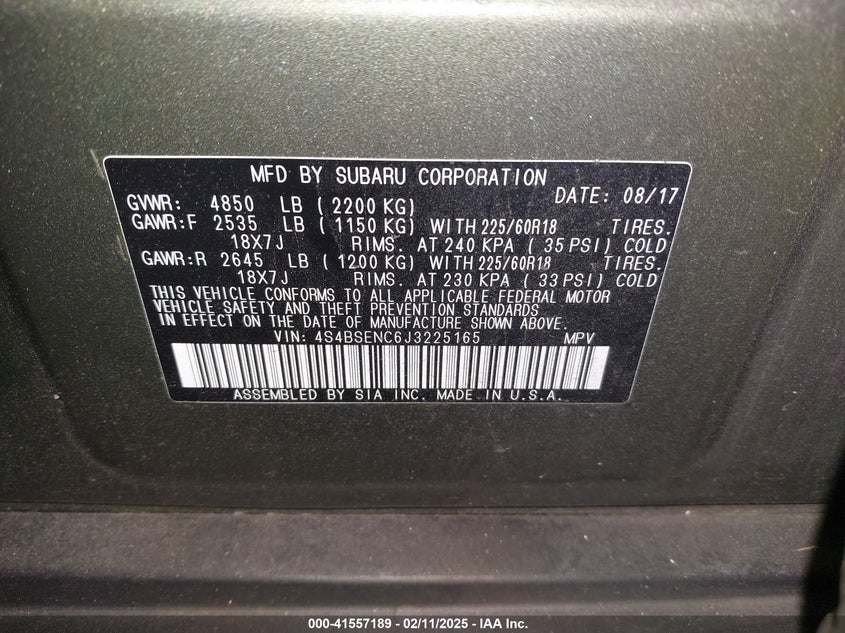 MFD BY SUBARU CORPORATION
DATE: 08/17
GVWR: 4850 LB ( 2200 KG)
GAWR:F 2535 LB ( 1150 KG) WITH 225/60R18 TIRES.
18X7J RIMS. AT 240 KPA ( 35 PSI) COLD
GAWR:R 2645 LB ( 1200 KG) WITH 225/60R18 TIRES.
18X7J RIMS. AT 230 KPA ( 33 PSI) COLD
THIS VEHICLE CONFORMS TO ALL APPLICABLE FEDERAL MOTOR
VEHICLE SAFETY AND THEFT PREVENTION STANDARDS
IN EFFECT ON THE DATE OF MANUFACTURE SHOWN ABOVE.
VIN: 4S4BSENC6J3225165 MPV
ASSEMBLED BY SIA INC. MADE IN U.S.A.
000-41557189 - 02/11/2025 - IAA Inc.